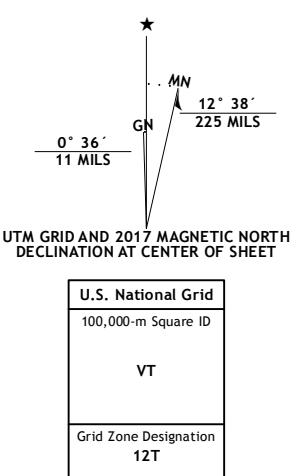 ★
MN
GN
12° 38´
225 MILS
0° 36´
11 MILS
UTM GRID AND 2017 MAGNETIC NORTH
DECLINATION AT CENTER OF SHEET
U.S. National Grid
100,000-m Square ID
VT
Grid Zone Designation
12T